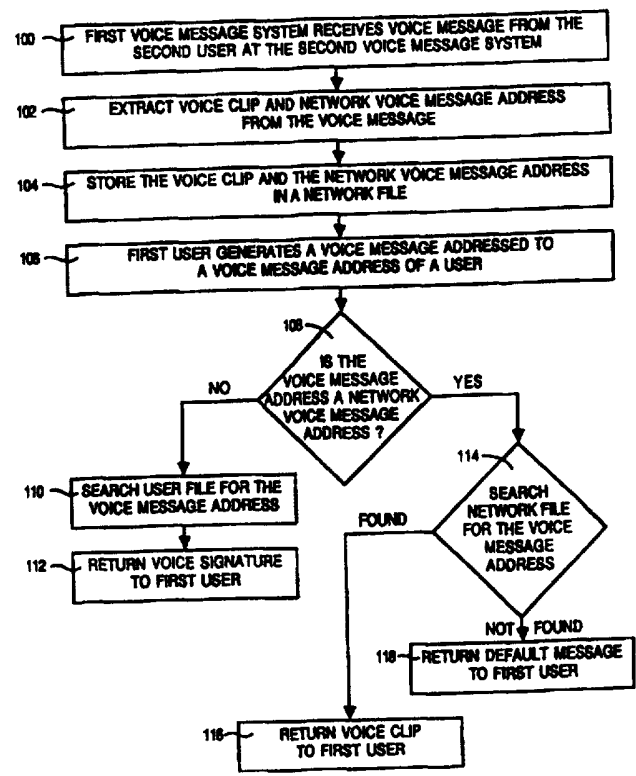 100 FIRST VOICE MESSAGE SYSTEM RECEIVES VOICE MESSAGE FROM THE
SECOND USER AT THE SECOND VOICE MESSAGE SYSTEM
102 EXTRACT VOICE CLIP AND NETWORK VOICE MESSAGE ADDRESS
FROM THE VOICE MESSAGE
104 STORE THE VOICE CLIP AND THE NETWORK VOICE MESSAGE ADDRESS
IN A NETWORK FILE
106 FIRST USER GENERATES A VOICE MESSAGE ADDRESSED TO
A VOICE MESSAGE ADDRESS OF A USER
108
IS THE
VOICE MESSAGE
ADDRESS A NETWORK
VOICE MESSAGE
ADDRESS ?
NO
YES
110 SEARCH USER FILE FOR THE
VOICE MESSAGE ADDRESS
112 RETURN VOICE SIGNATURE
TO FIRST USER
114
SEARCH
NETWORK FILE
FOR THE VOICE
MESSAGE
ADDRESS
FOUND
NOT FOUND
118 RETURN DEFAULT MESSAGE
TO FIRST USER
116 RETURN VOICE CLIP
TO FIRST USER